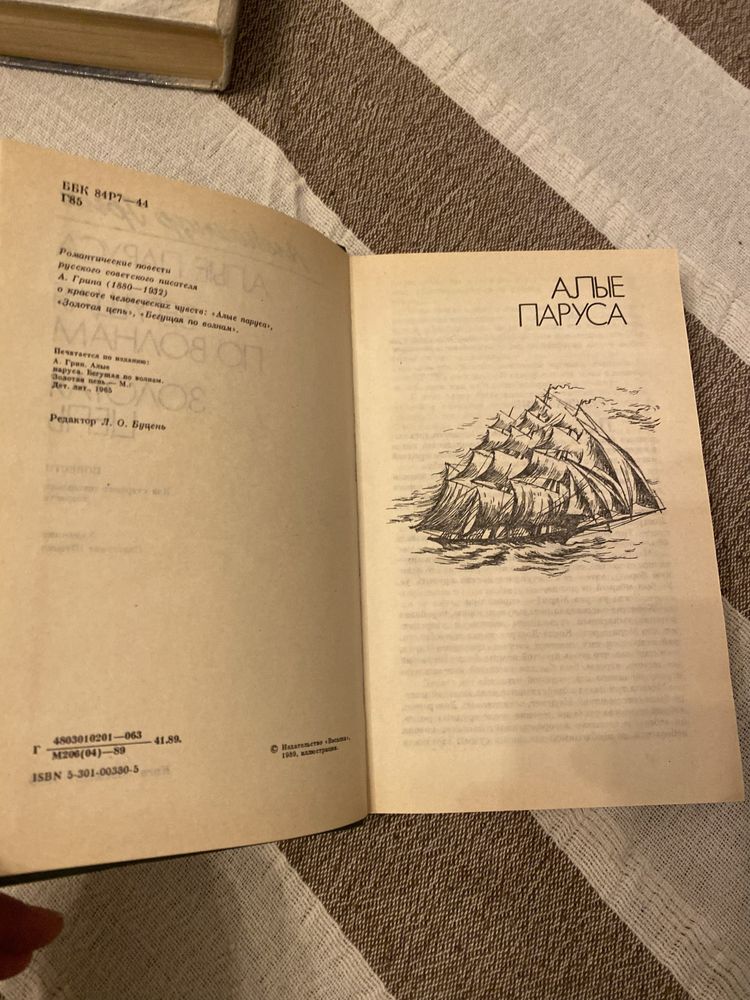 ББК 84Р7—44
Г85
Романтические повести
русского советского писателя
А. Грина (1880—1932)
о красоте человеческих чувств: «Алые паруса»,
«Золотая цепь», «Бегущая по волнам».
Печатается по изданию:
А. Грин. Алые
паруса. Бегущая по волнам.
Золотая цепь.— М.:
Дет. лит., 1965
Редактор Л. О. Буцень
Г 4803010201—063 41.89.
М206(04)—89
ISBN 5-301-00330-5
© Издательство
1989, иллюстрации.
АЛЫЕ
ПАРУСА